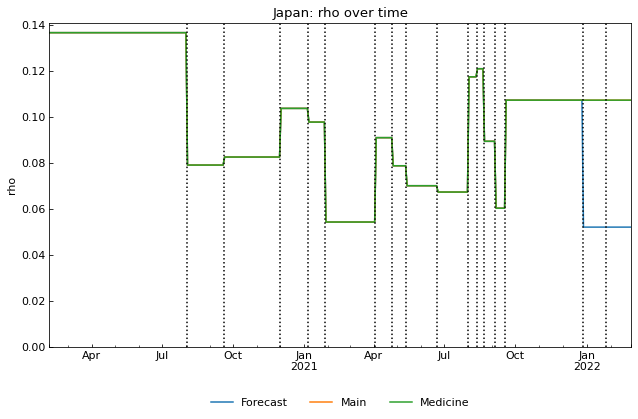 Japan: rho over time
0.14
0.12
0.10
0.08
0.06
0.04
0.02
0.00
rho
Apr Jul Oct Jan Apr Jul Oct Jan
2021 2022
Forecast Main Medicine